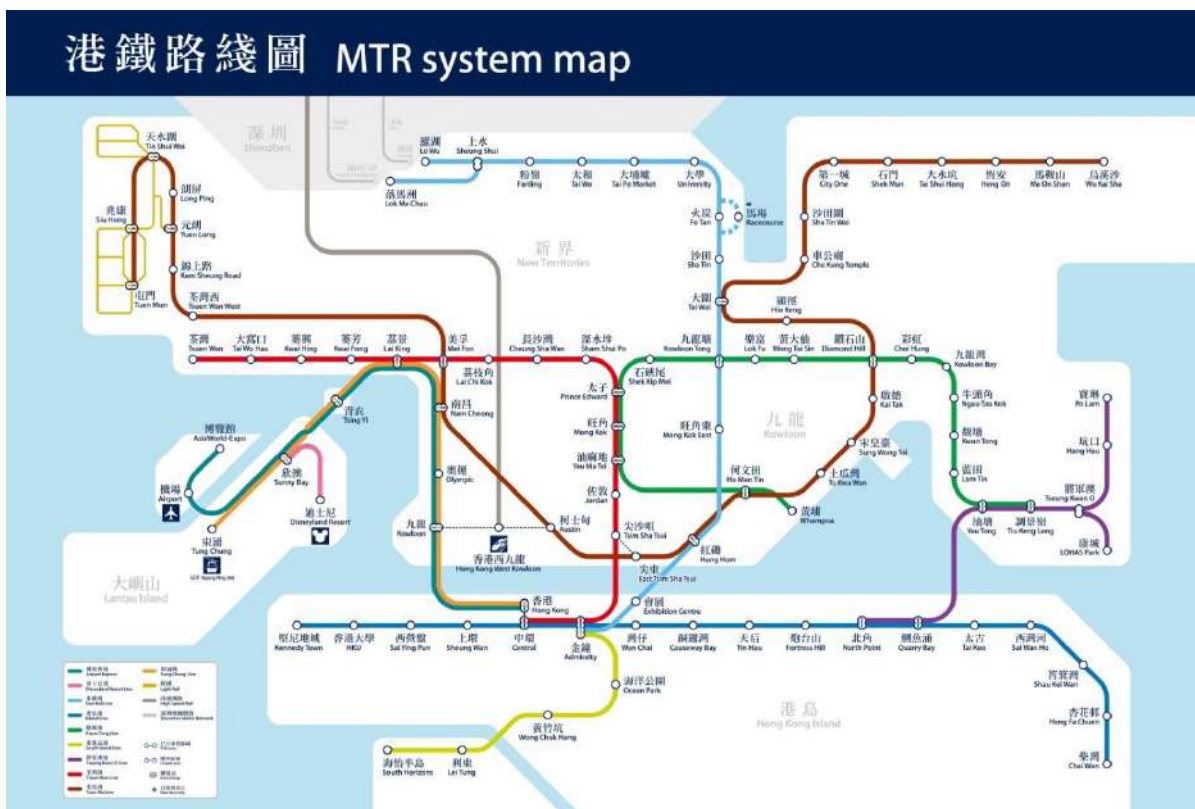 港鐵路綫圖 MTR system map
深圳
Shenzhen
天水圍
Tin Shui Wai
朗屏
Long Ping
兆康
Siu Hong
元朗
Yuen Long
錦上路
Kam Sheung Road
屯門
Tuen Mun
荃灣西
Tsuen Wan West
羅湖
Lo Wu
上水
Sheung Shui
落馬洲
Lok Ma Chau
粉嶺
Fanling
太和
Tai Wo
大埔墟
Tai Po Market
大學
University
火炭
Fo Tan
馬場
Racecourse
沙田
Sha Tin
大圍
Tai Wai
新界
New Territories
第一城
City One
石門
Shek Mun
大水坑
Tai Shui Hang
恆安
Heng On
馬鞍山
Ma On Shan
烏溪沙
Wu Kai Sha
沙田圍
Sha Tin Wai
車公廟
Che Kung Temple
顯徑
Hin Keng
荃灣
Tsuen Wan
大窩口
Tai Wo Hau
葵興
Kwai Hing
葵芳
Kwai Fong
荔景
Lai King
美孚
Mei Foo
荔枝角
Lai Chi Kok
長沙灣
Cheung Sha Wan
深水埗
Sham Shui Po
石硤尾
Shek Kip Mei
九龍塘
Kowloon Tong
樂富
Lok Fu
黃大仙
Wong Tai Sin
鑽石山
Diamond Hill
彩虹
Choi Hung
九龍灣
Kowloon Bay
牛頭角
Ngau Tau Kok
觀塘
Kwun Tong
藍田
Lam Tin
油塘
Yau Tong
調景嶺
Tiu Keng Leng
將軍澳
Tseung Kwan O
坑口
Hang Hau
寶琳
Po Lam
康城
LOHAS Park
太子
Prince Edward
旺角
Mong Kok
油麻地
Yau Ma Tei
佐敦
Jordan
尖沙咀
Tsim Sha Tsui
旺角東
Mong Kok East
九龍
Kowloon
啟德
Kai Tak
宋皇臺
Sung Wong Toi
土瓜灣
To Kwa Wan
何文田
Ho Man Tin
黃埔
Whampoa
紅磡
Hung Hom
尖東
East Tsim Sha Tsui
青衣
Tsing Yi
南昌
Nam Cheong
奧運
Olympic
九龍
Kowloon
柯士甸
Austin
香港西九龍
Hong Kong West Kowloon
博覽館
AsiaWorld-Expo
機場
Airport
欣澳
Sunny Bay
迪士尼
Disneyland Resort
東涌
Tung Chung
大嶼山
Lantau Island
香港
Hong Kong
會展
Exhibition Centre
堅尼地城
Kennedy Town
香港大學
HKU
西營盤
Sai Ying Pun
上環
Sheung Wan
中環
Central
金鐘
Admiralty
灣仔
Wan Chai
銅鑼灣
Causeway Bay
天后
Tin Hau
炮台山
Fortress Hill
北角
North Point
鰂魚涌
Quarry Bay
太古
Tai Koo
西灣河
Sai Wan Ho
筲箕灣
Shau Kei Wan
杏花邨
Heng Fa Chuen
柴灣
Chai Wan
海洋公園
Ocean Park
黃竹坑
Wong Chuk Hang
利東
Lei Tung
海怡半島
South Horizons
港島
Hong Kong Island